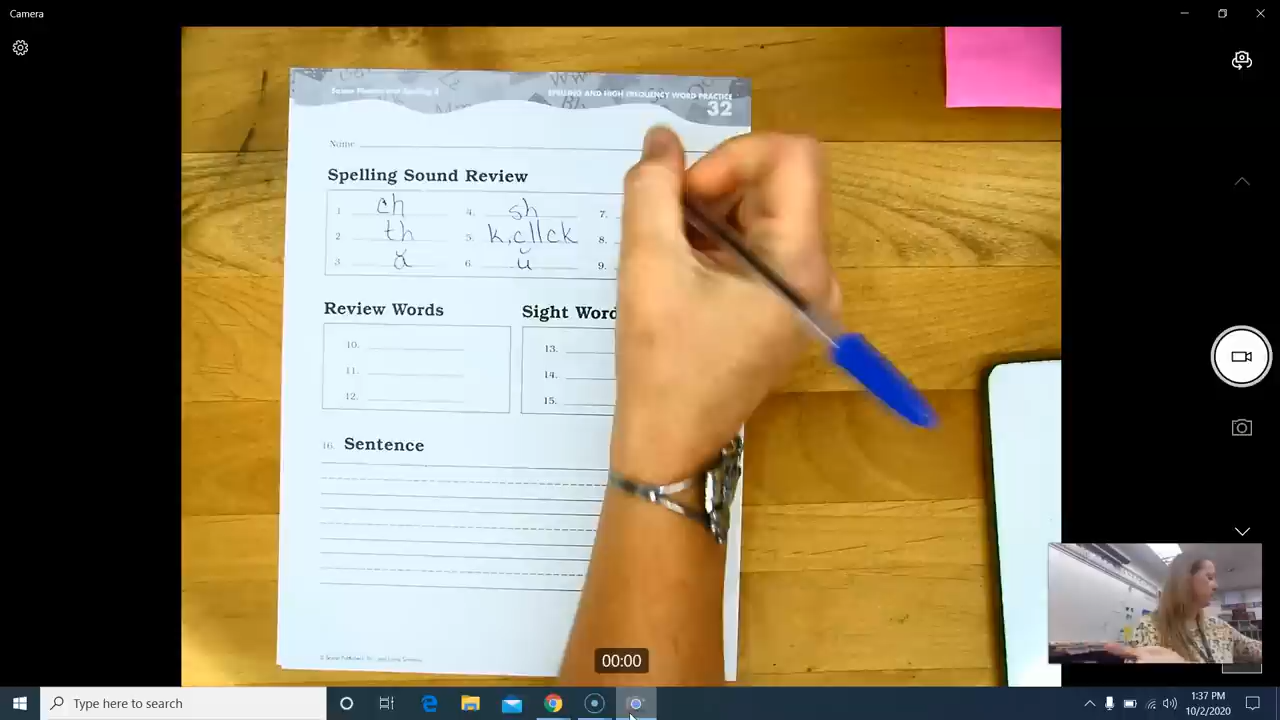 Camera
SPELLING AND HIGH FREQUENCY WORD PRACTICE
32
Name
Spelling Sound Review
1 ch 4. sh 7.
2 th 5. k,c||ck 8.
3 ă 6. ŭ 9.
Review Words Sight Word
10. 13.
11. 14.
12. 15.
16. Sentence
00:00
Type here to search
1:37 PM
10/2/2020